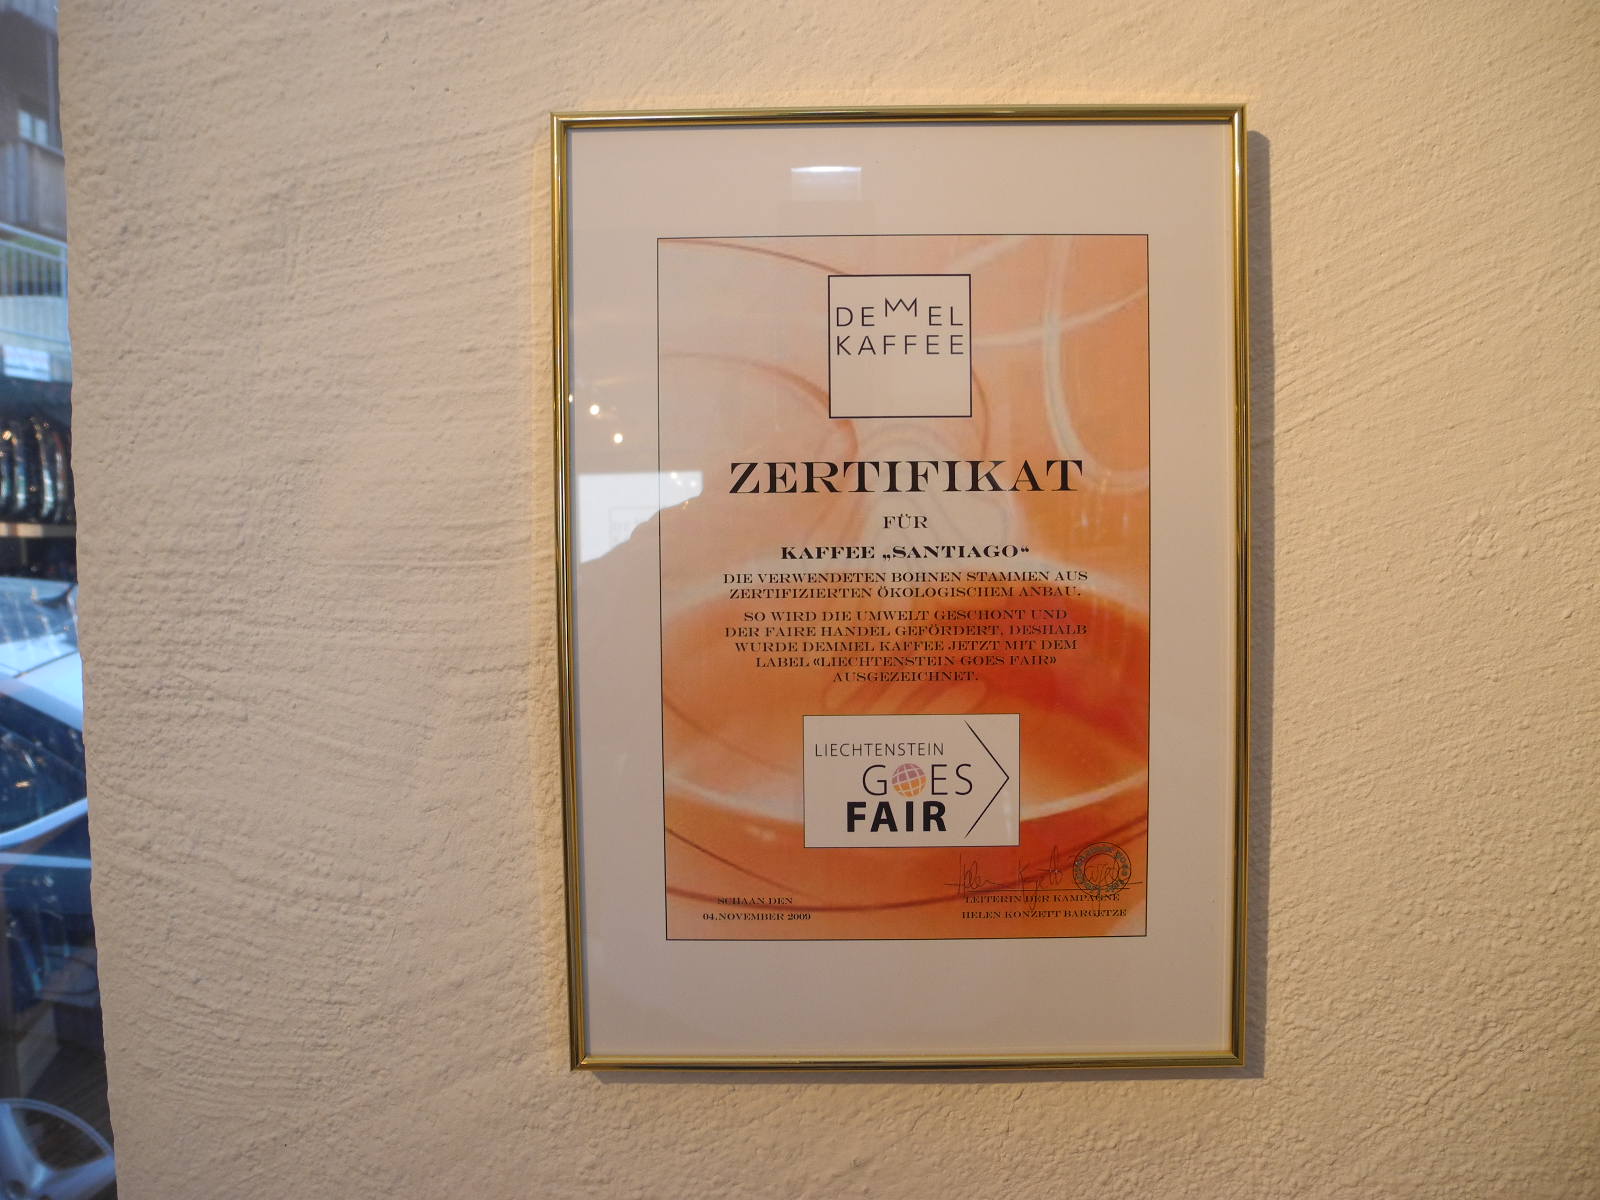 DEMMEL
KAFFEE
ZERTIFIKAT
FÜR
KAFFEE „SANTIAGO“
DIE VERWENDETEN BOHNEN STAMMEN AUS
ZERTIFIZIERTEN ÖKOLOGISCHEM ANBAU.
SO WIRD DIE UMWELT GESCHONT UND
DER FAIRE HANDEL GEFÖRDERT, DESHALB
WURDE DEMMEL KAFFEE JETZT MIT DEM
LABEL «LIECHTENSTEIN GOES FAIR»
AUSGEZEICHNET.
LIECHTENSTEIN
GOES
FAIR
SCHAAN DEN
04.NOVEMBER 2009
LEITERIN DER KAMPAGNE
HELEN KONZETT BARGETZE